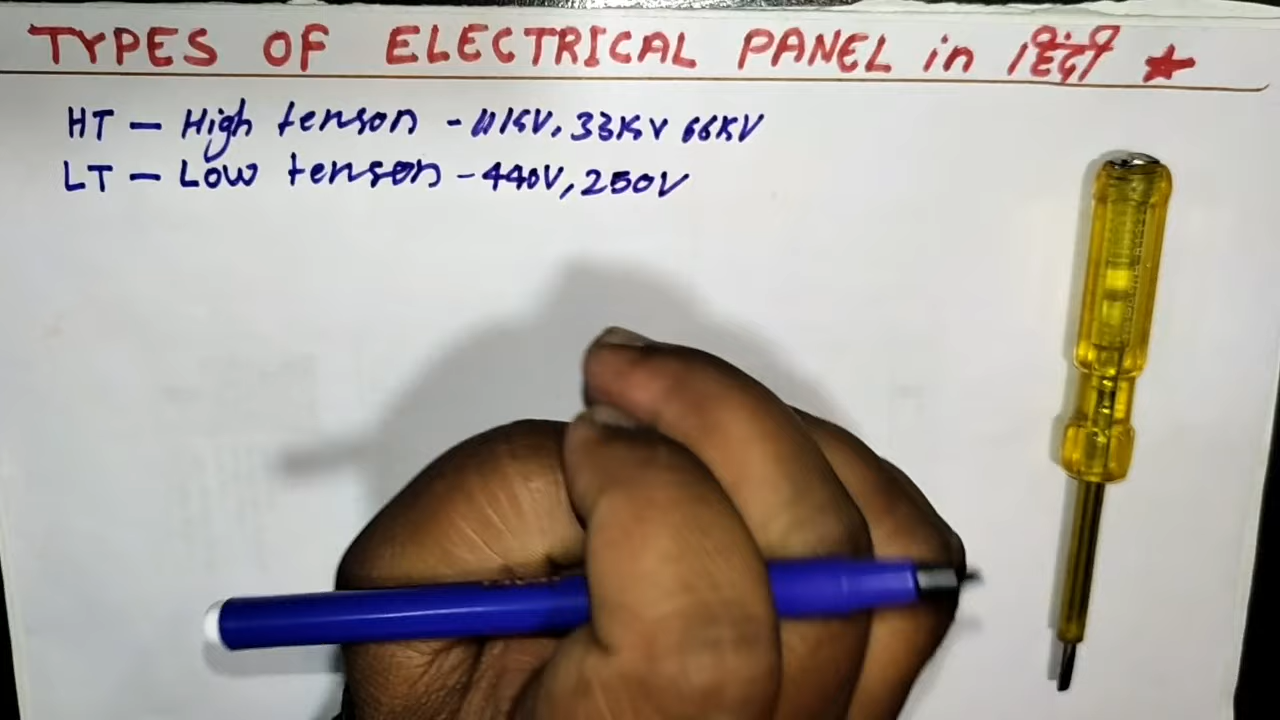 TYPES OF ELECTRICAL PANEL in हिंदी
HT - High tenson - 11KV, 33KV 66KV
LT - Low tenson - 440V, 250V